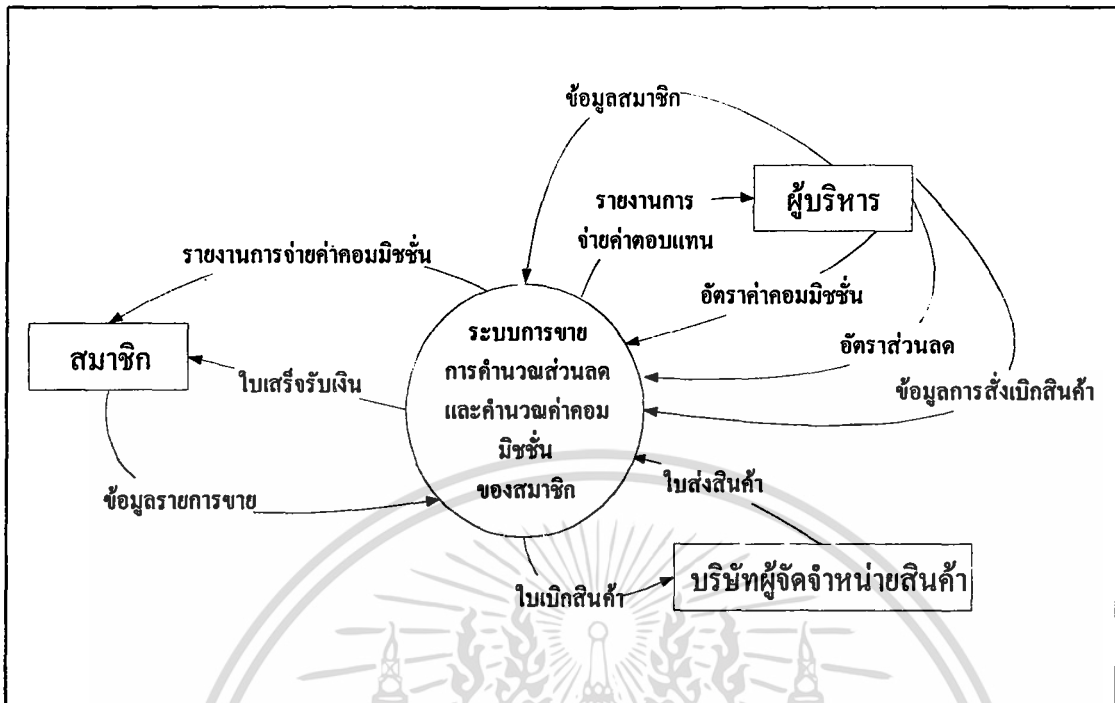 ข้อมูลสมาชิก
ผู้บริหาร
รายงานการ
จ่ายค่าตอบแทน
รายงานการจ่ายค่าคอมมิชชั่น
อัตราค่าคอมมิชชั่น
สมาชิก
ระบบการขาย
การคำนวณส่วนลด
และคำนวณค่าคอม
มิชชั่น
ของสมาชิก
อัตราส่วนลด
ใบเสร็จรับเงิน
ข้อมูลการสั่งเบิกสินค้า
ข้อมูลรายการขาย
ใบส่งสินค้า
บริษัทผู้จัดจำหน่ายสินค้า
ใบเบิกสินค้า